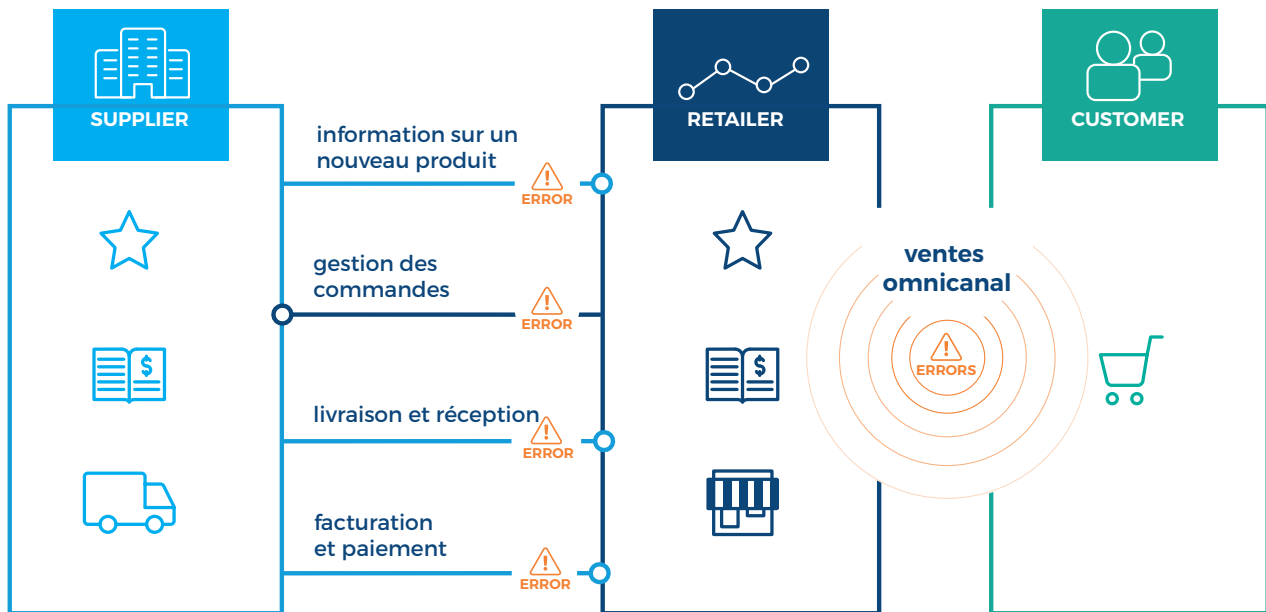 SUPPLIER
RETAILER
CUSTOMER
information sur un
nouveau produit
ERROR
gestion des
commandes
ERROR
livraison et réception
ERROR
facturation
et paiement
ERROR
ventes
omnicanal
ERRORS
$
$